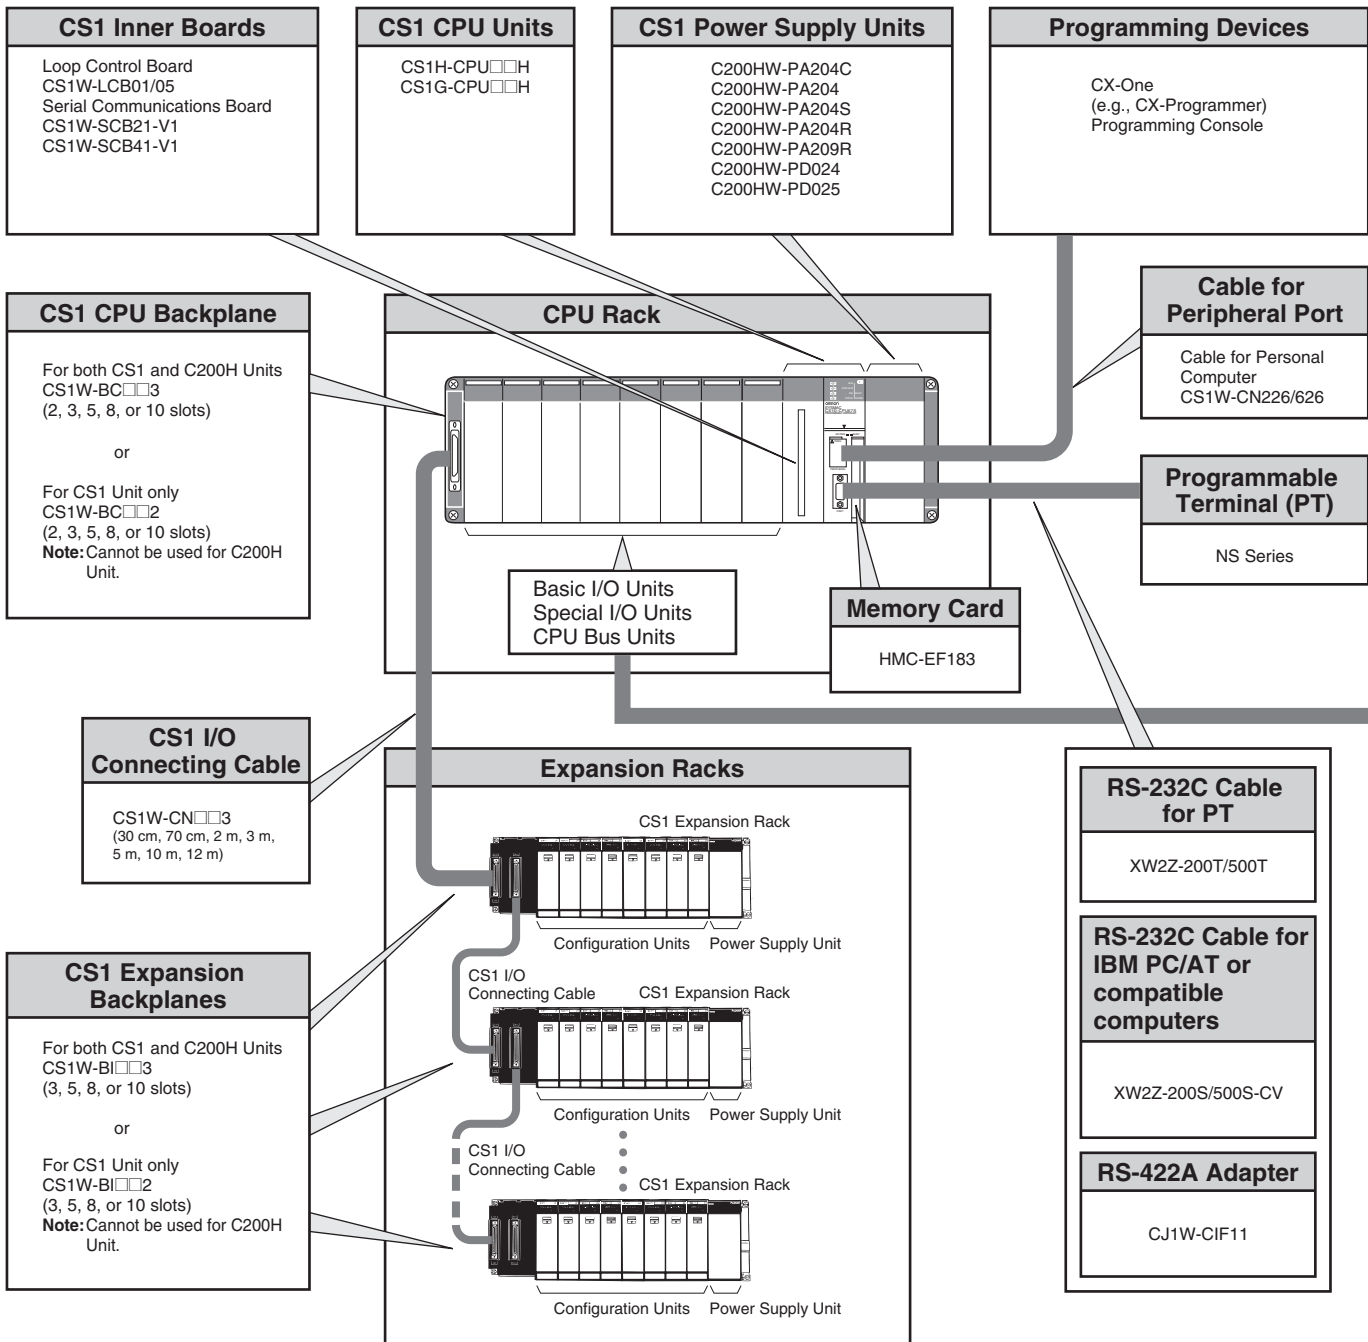 CS1 Inner Boards
Loop Control Board
CS1W-LCB01/05
Serial Communications Board
CS1W-SCB21-V1
CS1W-SCB41-V1
CS1 CPU Units
CS1H-CPU□□H
CS1G-CPU□□H
CS1 Power Supply Units
C200HW-PA204C
C200HW-PA204
C200HW-PA204S
C200HW-PA204R
C200HW-PA209R
C200HW-PD024
C200HW-PD025
Programming Devices
CX-One
(e.g., CX-Programmer)
Programming Console
CS1 CPU Backplane
For both CS1 and C200H Units
CS1W-BC□□3
(2, 3, 5, 8, or 10 slots)
or
For CS1 Unit only
CS1W-BC□□2
(2, 3, 5, 8, or 10 slots)
Note: Cannot be used for C200H
Unit.
CPU Rack
Basic I/O Units
Special I/O Units
CPU Bus Units
Memory Card
HMC-EF183
Cable for
Peripheral Port
Cable for Personal
Computer
CS1W-CN226/626
Programmable
Terminal (PT)
NS Series
CS1 I/O
Connecting Cable
CS1W-CN□□3
(30 cm, 70 cm, 2 m, 3 m,
5 m, 10 m, 12 m)
Expansion Racks
CS1 Expansion Rack
Configuration Units
Power Supply Unit
CS1 I/O
Connecting Cable
CS1 Expansion Rack
Configuration Units
Power Supply Unit
CS1 I/O
Connecting Cable
CS1 Expansion Rack
Configuration Units
Power Supply Unit
CS1 Expansion
Backplanes
For both CS1 and C200H Units
CS1W-BI□□3
(3, 5, 8, or 10 slots)
or
For CS1 Unit only
CS1W-BI□□2
(3, 5, 8, or 10 slots)
Note: Cannot be used for C200H
Unit.
RS-232C Cable
for PT
XW2Z-200T/500T
RS-232C Cable for
IBM PC/AT or
compatible
computers
XW2Z-200S/500S-CV
RS-422A Adapter
CJ1W-CIF11